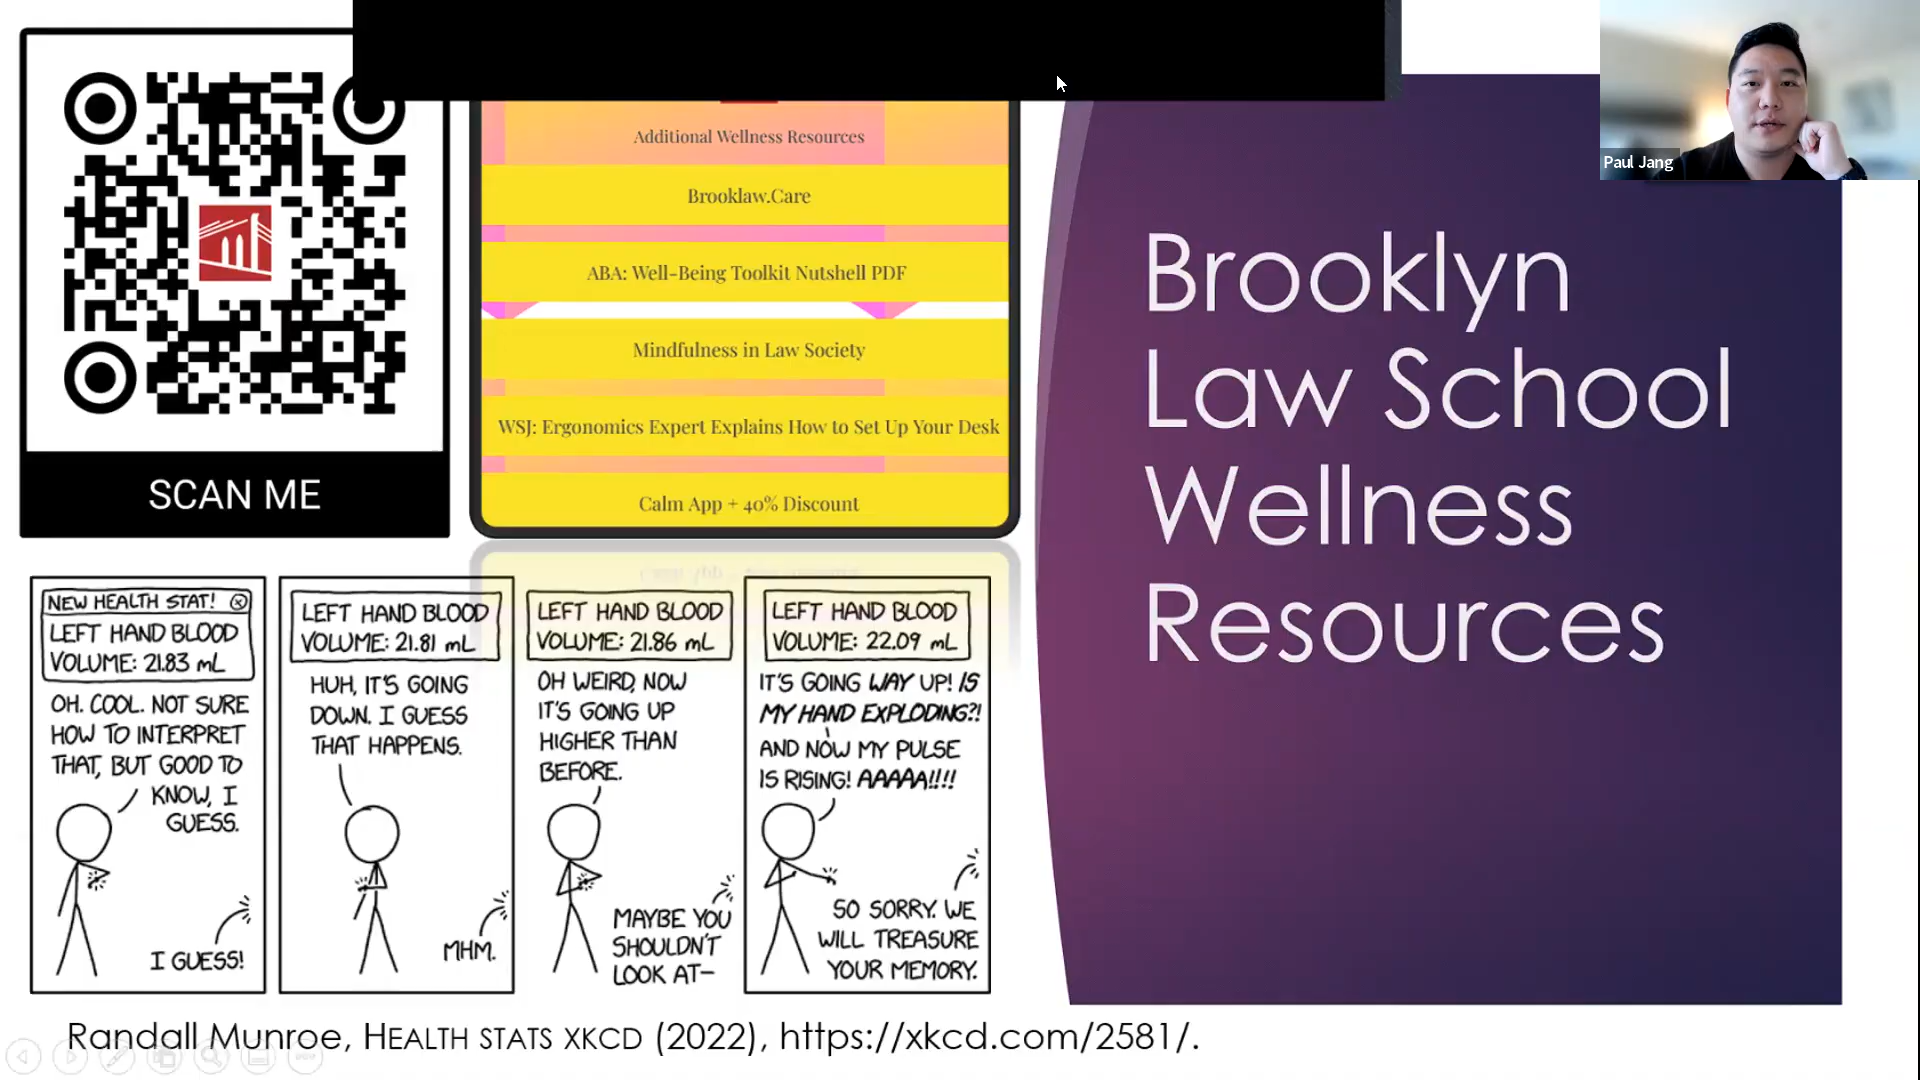 Paul Jang
SCAN ME
Additional Wellness Resources
Brooklaw.Care
ABA: Well-Being Toolkit Nutshell PDF
Mindfulness in Law Society
WSJ: Ergonomics Expert Explains How to Set Up Your Desk
Calm App + 40% Discount
Brooklyn
Law School
Wellness
Resources
NEW HEALTH STAT!
LEFT HAND BLOOD
VOLUME: 21.83 mL
OH. COOL. NOT SURE
HOW TO INTERPRET
THAT, BUT GOOD TO
KNOW, I
GUESS.
I GUESS!
LEFT HAND BLOOD
VOLUME: 21.81 mL
HUH, IT'S GOING
DOWN. I GUESS
THAT HAPPENS.
MHM.
LEFT HAND BLOOD
VOLUME: 21.86 mL
OH WEIRD, NOW
IT'S GOING UP
HIGHER THAN
BEFORE.
MAYBE YOU
SHOULDN'T
LOOK AT—
LEFT HAND BLOOD
VOLUME: 22.09 mL
IT'S GOING WAY UP! IS
MY HAND EXPLODING?!
AND NOW MY PULSE
IS RISING! AAAAA!!!!
SO SORRY. WE
WILL TREASURE
YOUR MEMORY.
Randall Munroe, HEALTH STATS XKCD (2022), https://xkcd.com/2581/.